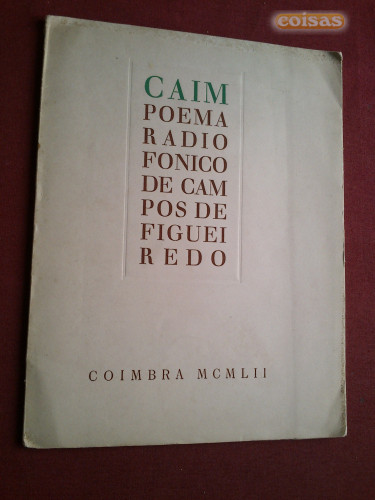 coisas
CAIM
POEMA
RADIO
FONICO
DE CAM
POS DE
FIGUEI
REDO
COIMBRA MCMLII